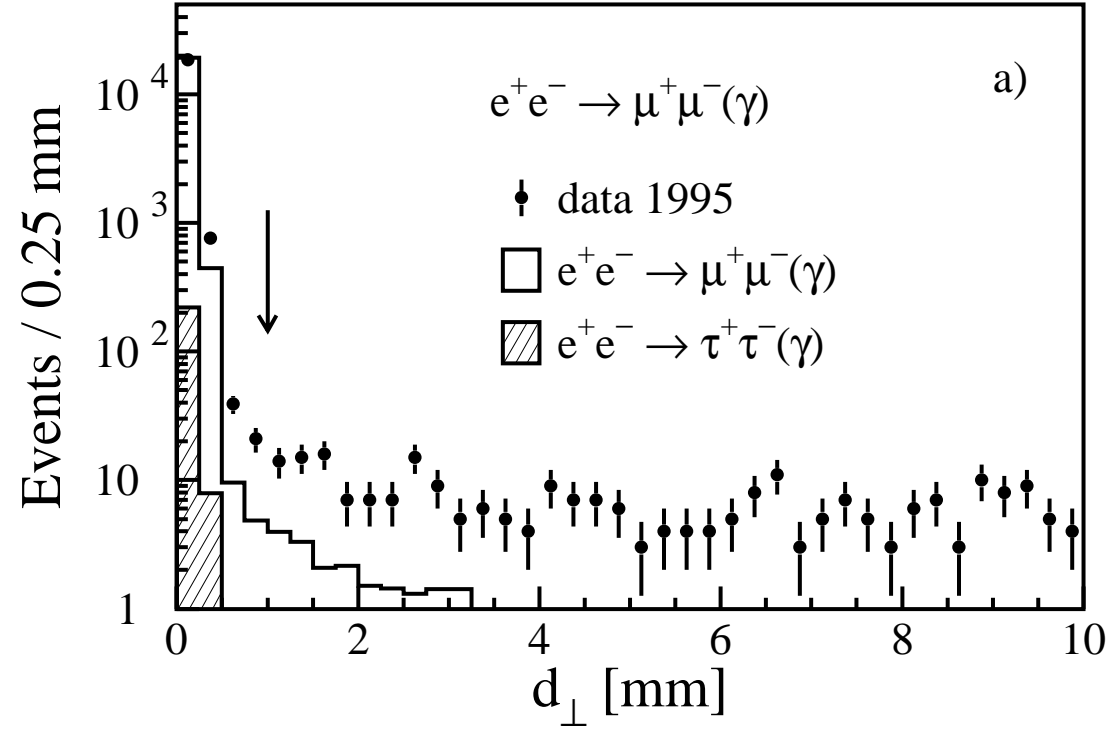 a)
e⁺e⁻ → μ⁺μ⁻(γ)
data 1995
e⁺e⁻ → μ⁺μ⁻(γ)
e⁺e⁻ → τ⁺τ⁻(γ)
Events / 0.25 mm
10⁴
10³
10²
10
1
0 2 4 6 8 10
d⊥ [mm]